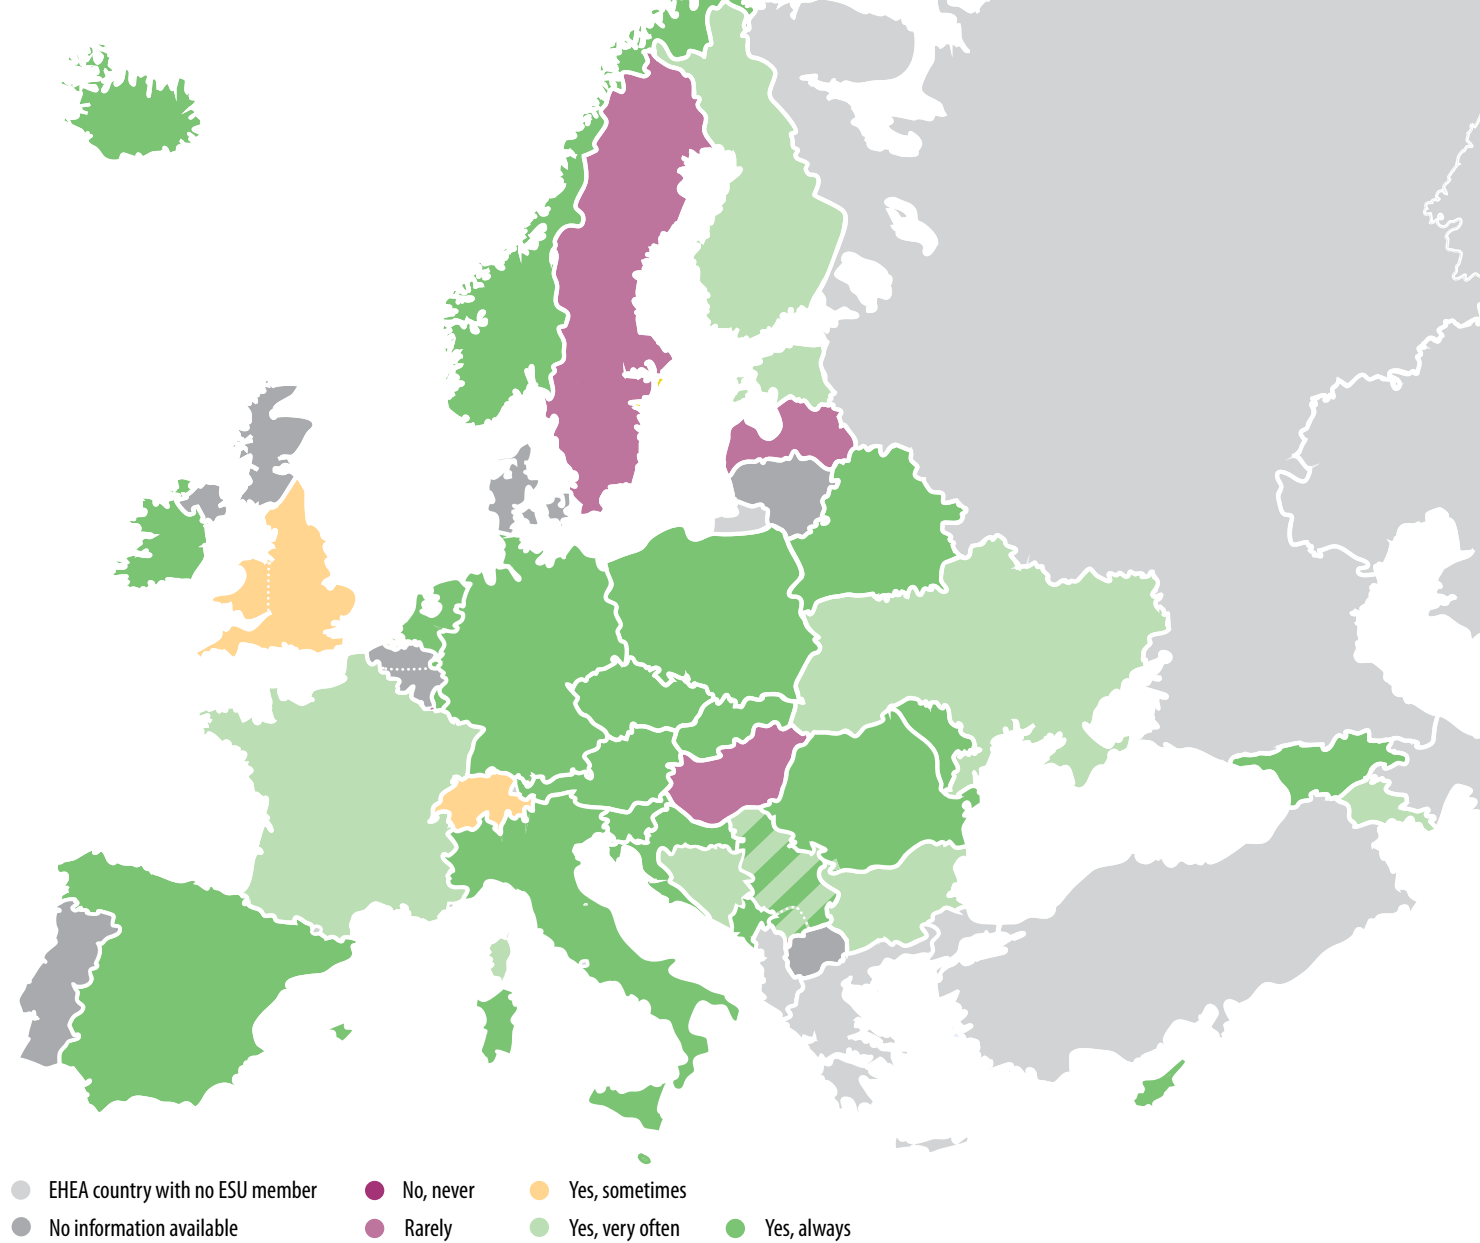 EHEA country with no ESU member
No, never
Yes, sometimes
No information available
Rarely
Yes, very often
Yes, always